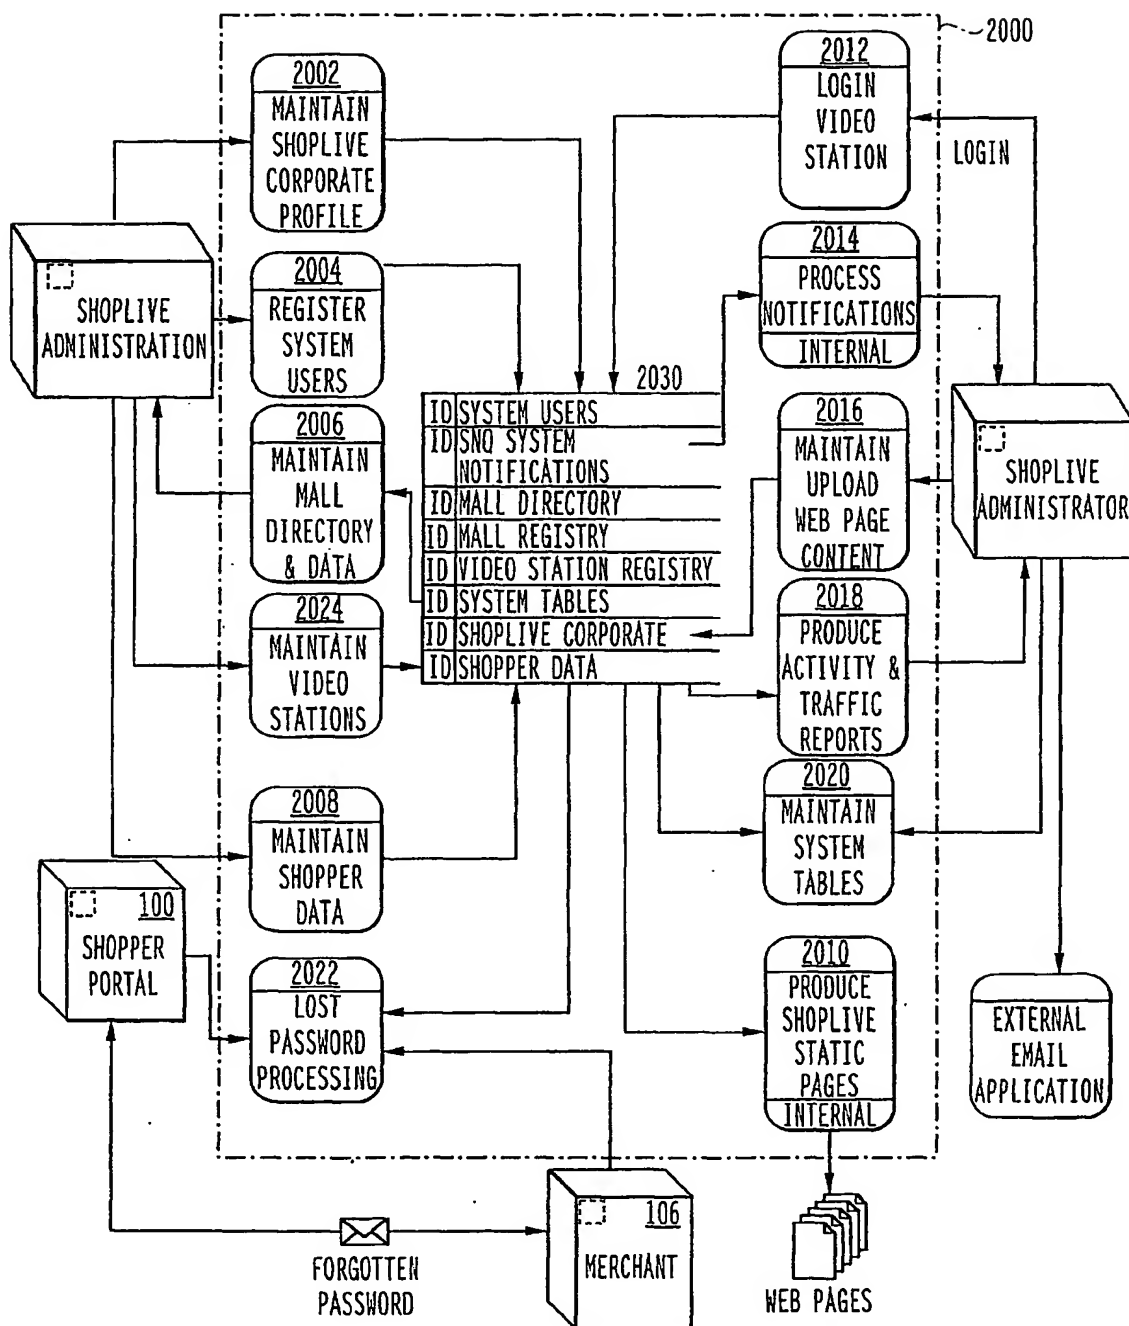 2000
2002
MAINTAIN
SHOPLIVE
CORPORATE
PROFILE
2012
LOGIN
VIDEO
STATION
LOGIN
SHOPLIVE
ADMINISTRATION
2004
REGISTER
SYSTEM
USERS
2014
PROCESS
NOTIFICATIONS
INTERNAL
2006
MAINTAIN
MALL
DIRECTORY
& DATA
2030
ID SYSTEM USERS
ID SNQ SYSTEM
NOTIFICATIONS
ID MALL DIRECTORY
ID MALL REGISTRY
ID VIDEO STATION REGISTRY
ID SYSTEM TABLES
ID SHOPLIVE CORPORATE
ID SHOPPER DATA
2016
MAINTAIN
UPLOAD
WEB PAGE
CONTENT
SHOPLIVE
ADMINISTRATOR
2024
MAINTAIN
VIDEO
STATIONS
2018
PRODUCE
ACTIVITY &
TRAFFIC
REPORTS
2008
MAINTAIN
SHOPPER
DATA
2020
MAINTAIN
SYSTEM
TABLES
100
SHOPPER
PORTAL
2022
LOST
PASSWORD
PROCESSING
2010
PRODUCE
SHOPLIVE
STATIC
PAGES
INTERNAL
EXTERNAL
EMAIL
APPLICATION
FORGOTTEN
PASSWORD
106
MERCHANT
WEB PAGES